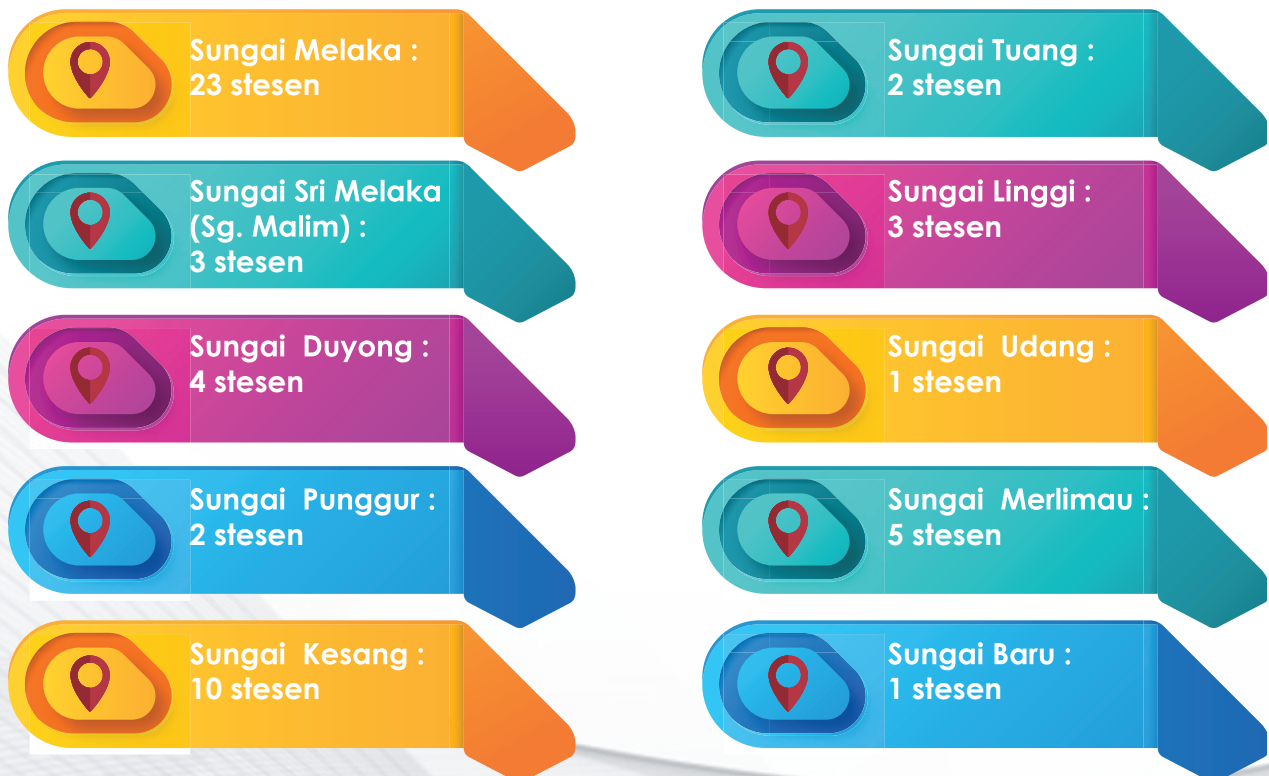 Sungai Melaka :
23 stesen
Sungai Sri Melaka
(Sg. Malim) :
3 stesen
Sungai Duyong :
4 stesen
Sungai Punggur :
2 stesen
Sungai Kesang :
10 stesen
Sungai Tuang :
2 stesen
Sungai Linggi :
3 stesen
Sungai Udang :
1 stesen
Sungai Merlimau :
5 stesen
Sungai Baru :
1 stesen